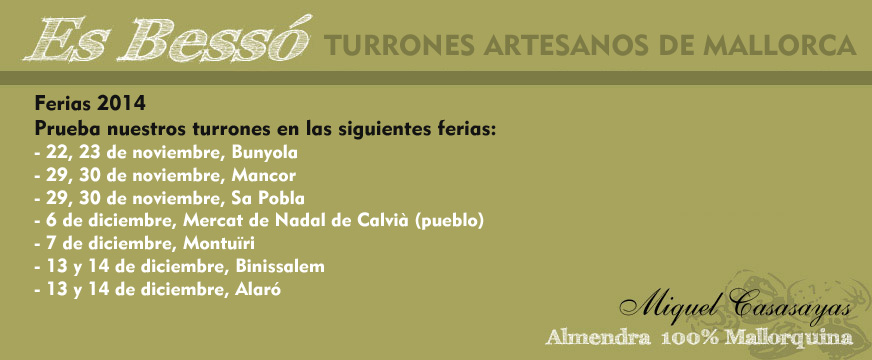 Es Bessó TURRONES ARTESANOS DE MALLORCA
Ferias 2014
Prueba nuestros turrones en las siguientes ferias:
- 22, 23 de noviembre, Bunyola
- 29, 30 de noviembre, Mancor
- 29, 30 de noviembre, Sa Pobla
- 6 de diciembre, Mercat de Nadal de Calvià (pueblo)
- 7 de diciembre, Montuïri
- 13 y 14 de diciembre, Binissalem
- 13 y 14 de diciembre, Alaró
Miquel Casasayas
Almendra 100% Mallorquina